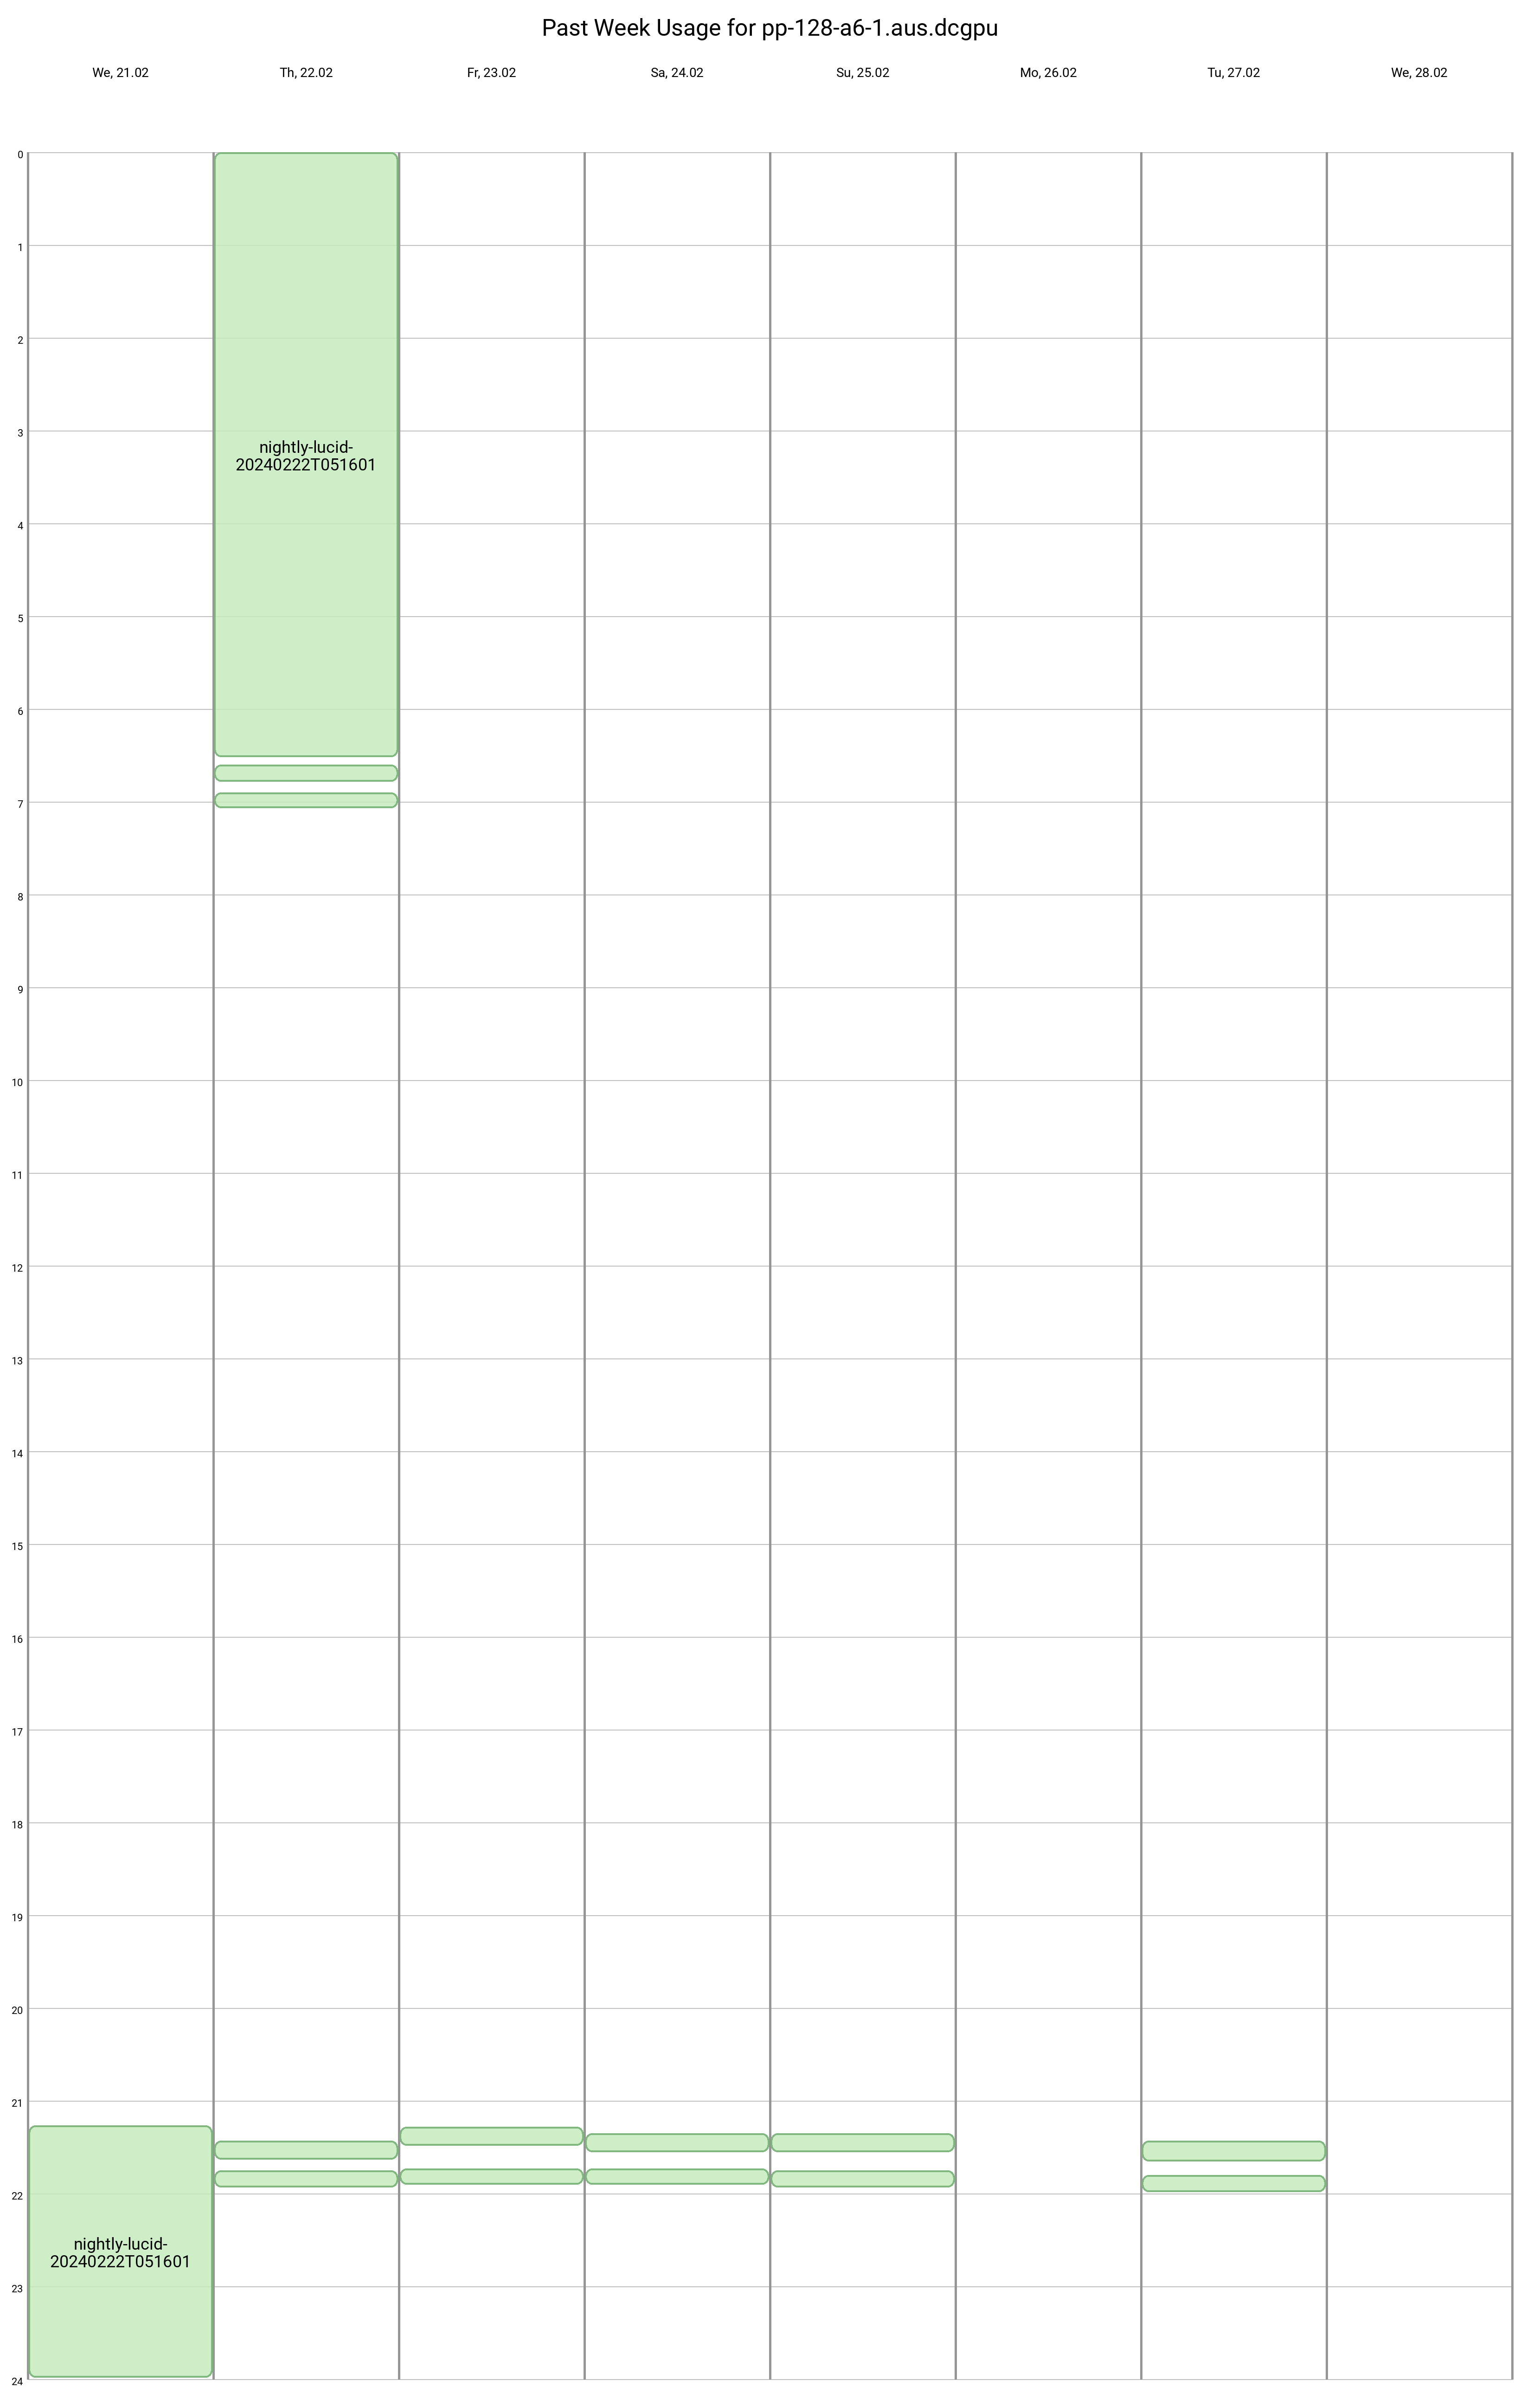 Past Week Usage for pp-128-a6-1.aus.dcgpu
We, 21.02
Th, 22.02
Fr, 23.02
Sa, 24.02
Su, 25.02
Mo, 26.02
Tu, 27.02
We, 28.02
0
1
2
3
nightly-lucid-
20240222T051601
4
5
6
7
8
9
10
11
12
13
14
15
16
17
18
19
20
21
22
nightly-lucid-
20240222T051601
23
24